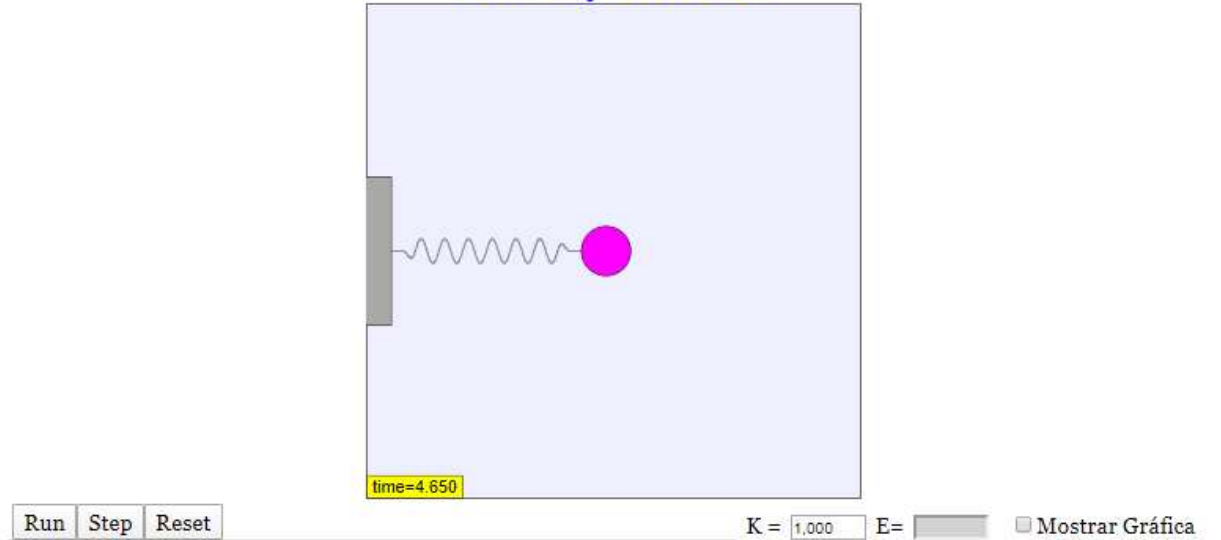 time=4.650
Run Step Reset K = 1,000 E= Mostrar Gráfica